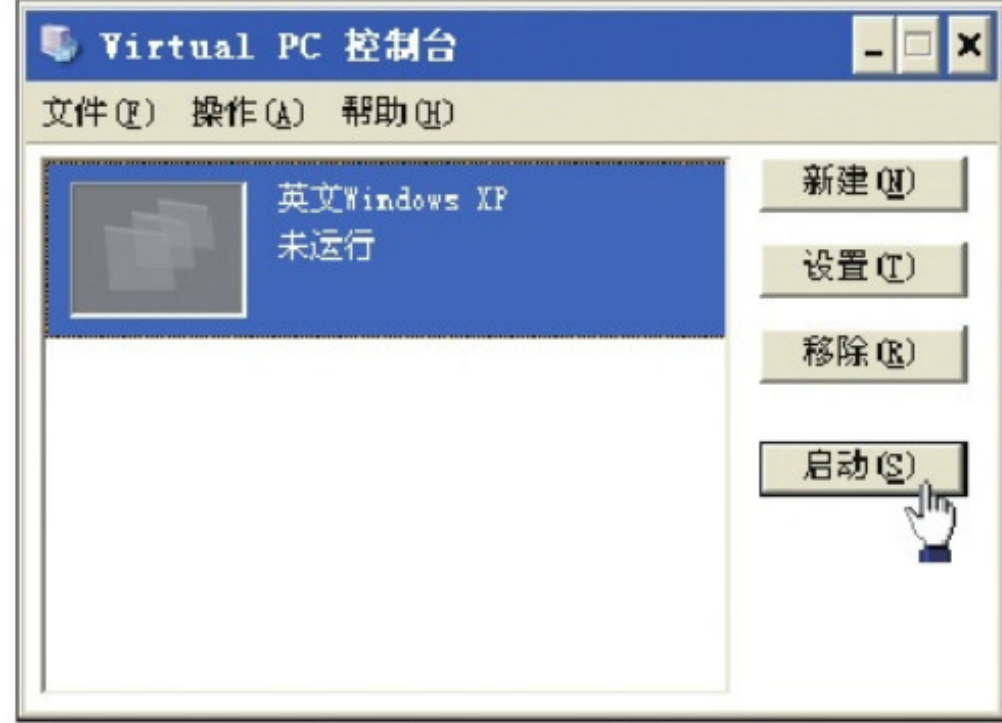 Virtual PC 控制台
文件(F) 操作(A) 帮助(H)
英文Windows XP
未运行
新建(N)
设置(T)
移除(R)
启动(S)